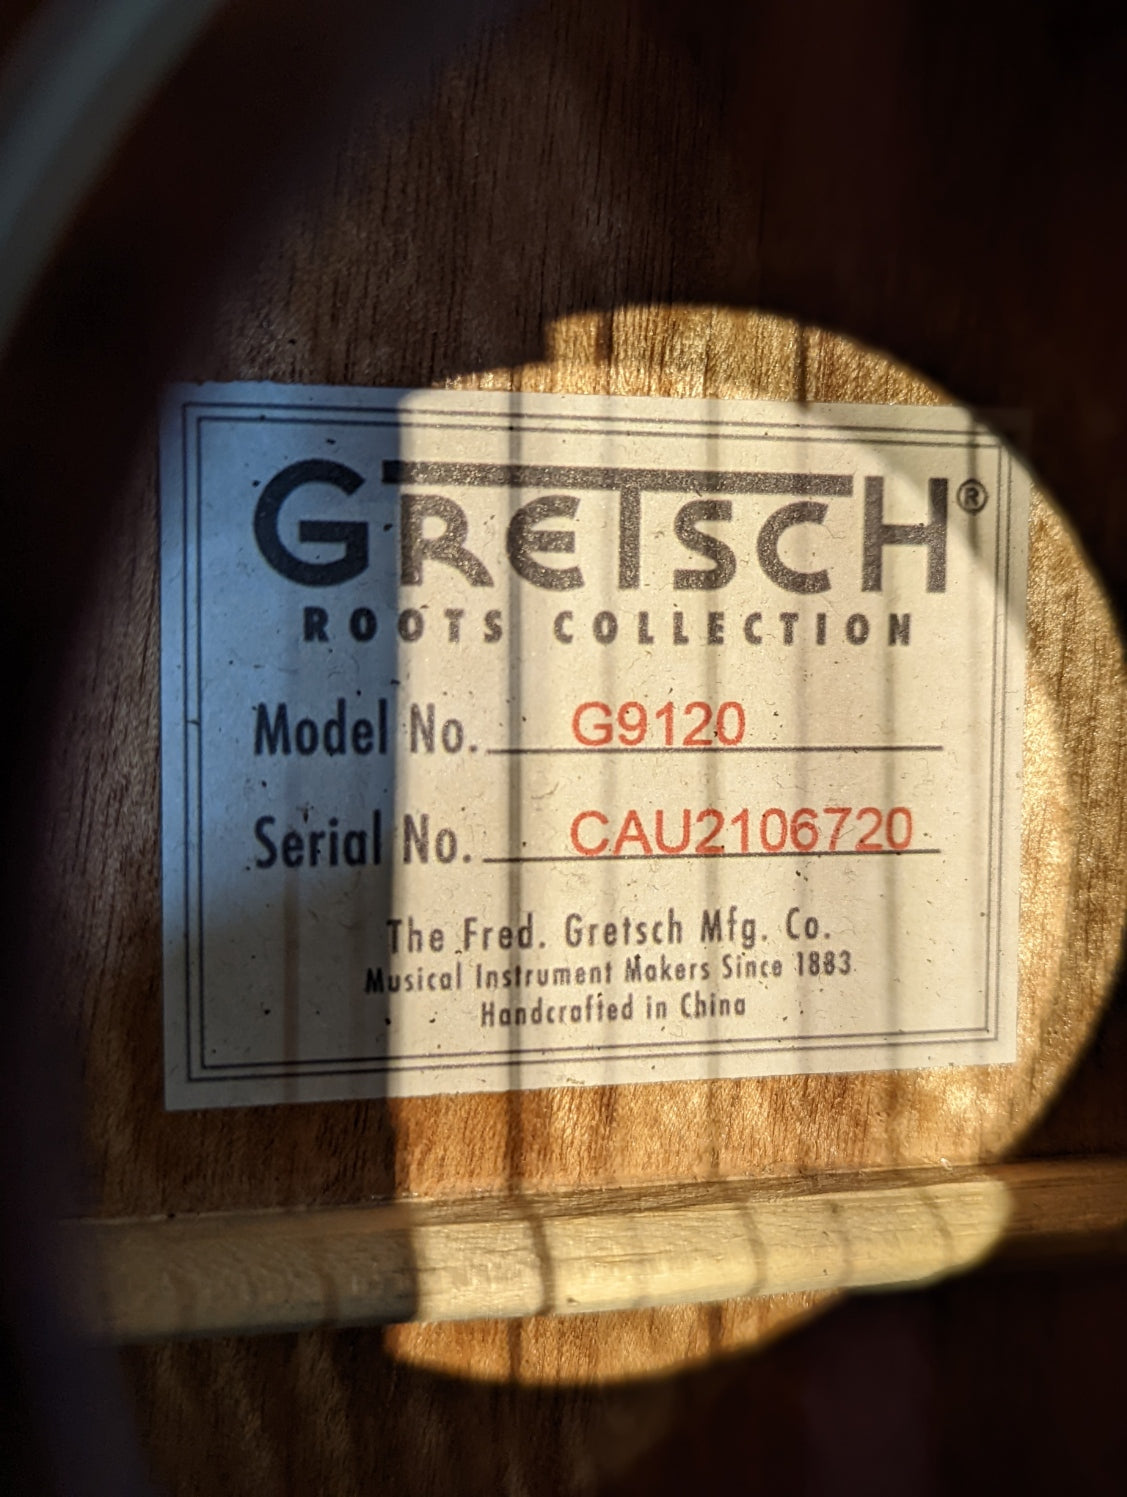 GRETSCH®
ROOTS COLLECTION
Model No. G9120
Serial No. CAU2106720
The Fred. Gretsch Mfg. Co.
Musical Instrument Makers Since 1883
Handcrafted in China